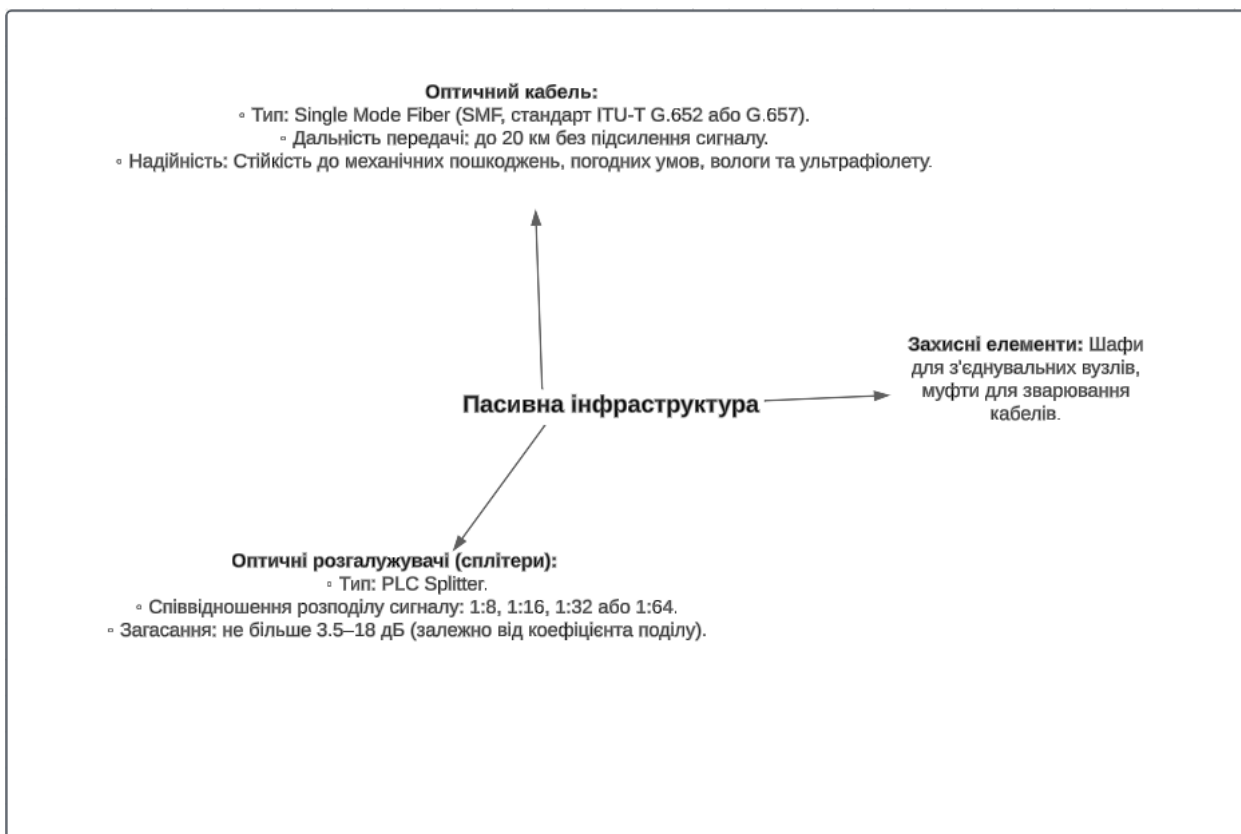 Оптичний кабель:
◦ Тип: Single Mode Fiber (SMF, стандарт ITU-T G.652 або G.657).
◦ Дальність передачі: до 20 км без підсилення сигналу.
◦ Надійність: Стійкість до механічних пошкоджень, погодних умов, вологи та ультрафіолету.
Захисні елементи: Шафи
для з'єднувальних вузлів,
муфти для зварювання
кабелів.
Пасивна інфраструктура
Оптичні розгалужувачі (сплітери):
◦ Тип: PLC Splitter.
◦ Співвідношення розподілу сигналу: 1:8, 1:16, 1:32 або 1:64.
◦ Загасання: не більше 3.5–18 дБ (залежно від коефіцієнта поділу).